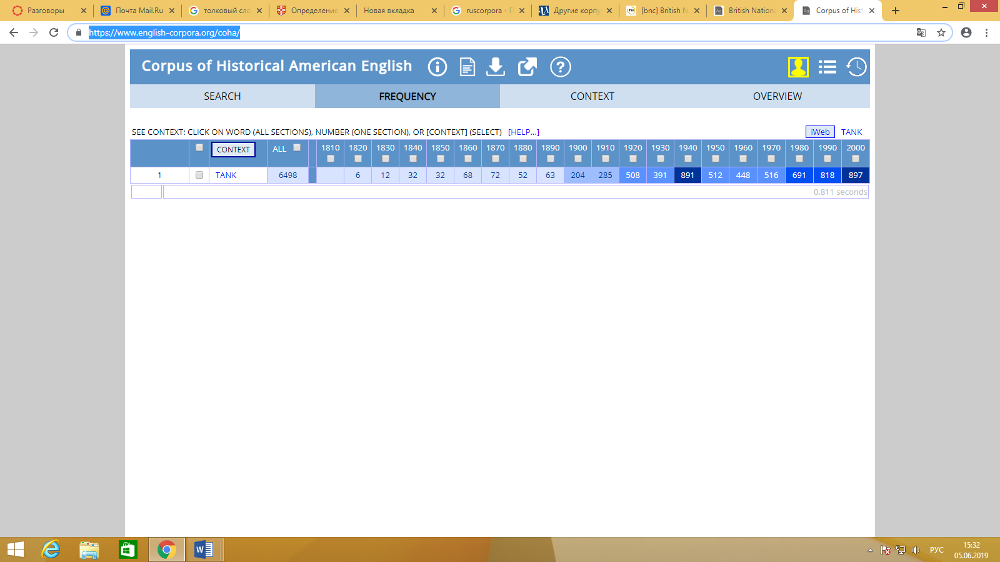 Разговоры Почта Mail.Ru толковый сло Определение Новая вкладка ruscorpora - П Другие корпу [bnc] British N British Nationa Corpus of Hist
https://www.english-corpora.org/coha/
Corpus of Historical American English
SEARCH FREQUENCY CONTEXT OVERVIEW
SEE CONTEXT: CLICK ON WORD (ALL SECTIONS), NUMBER (ONE SECTION), OR [CONTEXT] (SELECT) [HELP...] iWeb TANK
CONTEXT ALL 1810 1820 1830 1840 1850 1860 1870 1880 1890 1900 1910 1920 1930 1940 1950 1960 1970 1980 1990 2000
1 TANK 6498 6 12 32 32 68 72 52 63 204 285 508 391 891 512 448 516 691 818 897
0.811 seconds
РУС 15:32
05.06.2019